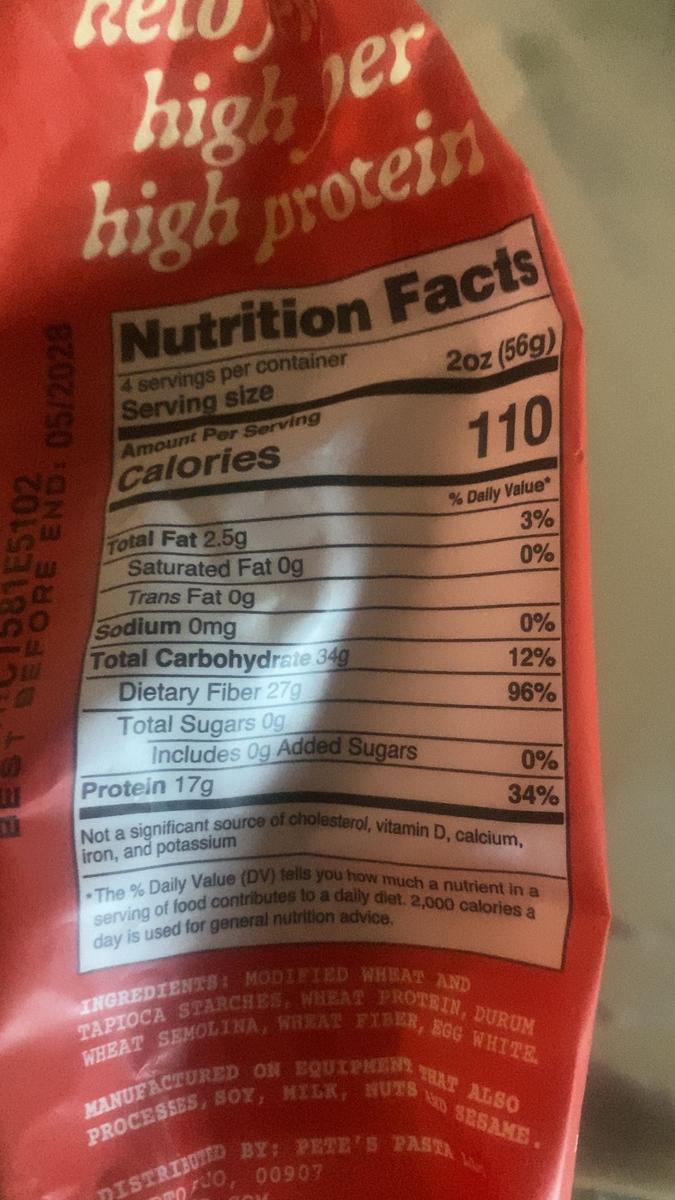 keto
high
high protein
Nutrition Facts
4 servings per container
Serving size 2oz (56g)
Amount Per Serving
Calories 110
% Daily Value*
Total Fat 2.5g 3%
Saturated Fat 0g 0%
Trans Fat 0g
Sodium 0mg 0%
Total Carbohydrate 34g 12%
Dietary Fiber 27g 96%
Total Sugars 0g
Includes 0g Added Sugars 0%
Protein 17g 34%
Not a significant source of cholesterol, vitamin D, calcium,
iron, and potassium
*The % Daily Value (DV) tells you how much a nutrient in a
serving of food contributes to a daily diet. 2,000 calories a
day is used for general nutrition advice.
INGREDIENTS: MODIFIED WHEAT AND
TAPIOCA STARCHES, WHEAT PROTEIN, DURUM
WHEAT SEMOLINA, WHEAT FIBER, EGG WHITE
MANUFACTURED ON EQUIPMENT THAT ALSO
PROCESSES, SOY, MILK, NUTS AND SESAME.
DISTRIBUTED BY: PETE'S PASTA
00907
BEST BEFORE END: 05/2028